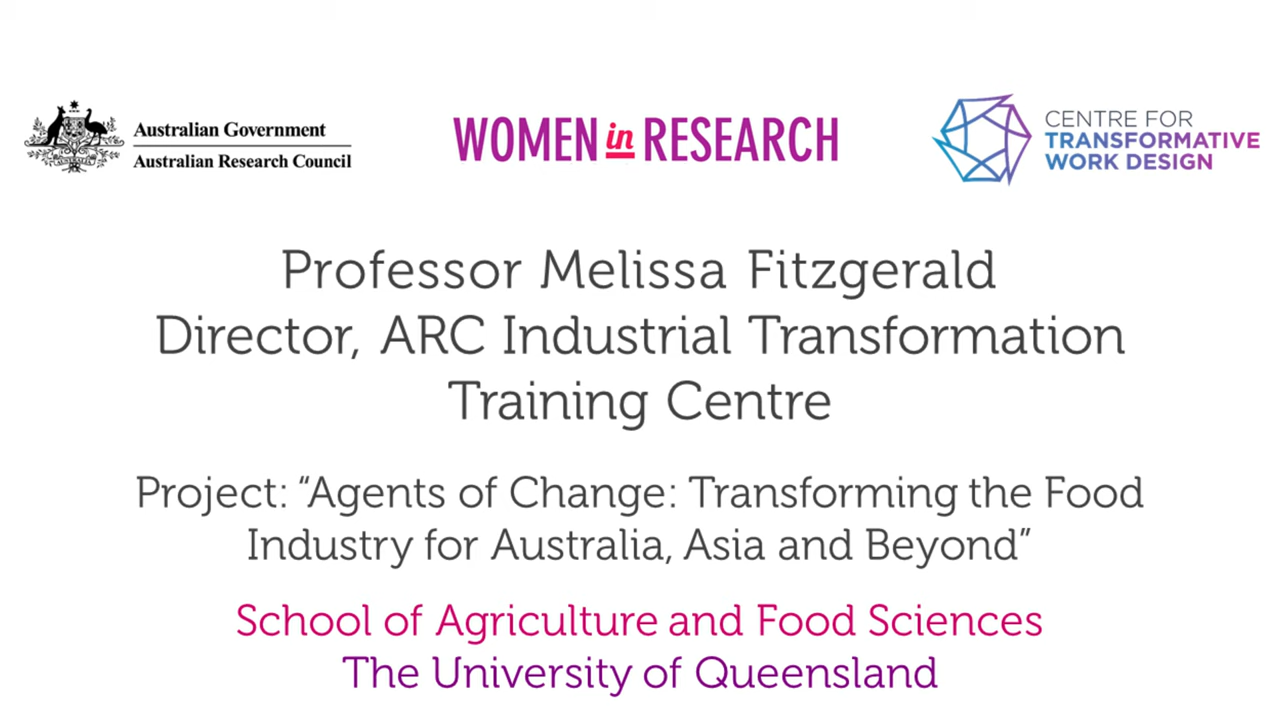 Australian Government
Australian Research Council
WOMEN in RESEARCH
CENTRE FOR
TRANSFORMATIVE
WORK DESIGN
Professor Melissa Fitzgerald
Director, ARC Industrial Transformation
Training Centre
Project: “Agents of Change: Transforming the Food
Industry for Australia, Asia and Beyond”
School of Agriculture and Food Sciences
The University of Queensland